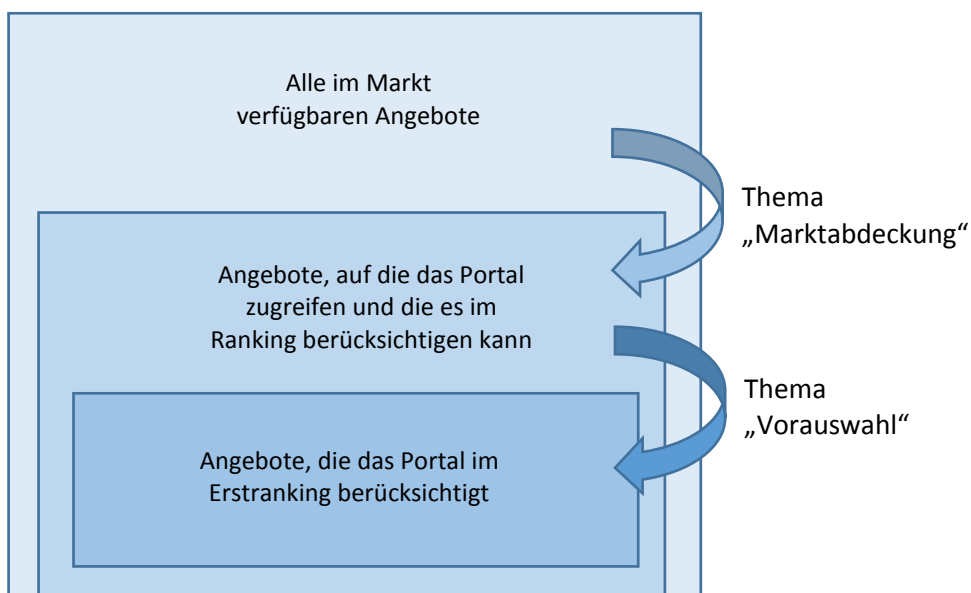 Alle im Markt
verfügbaren Angebote
Thema
„Marktabdeckung“
Angebote, auf die das Portal
zugreifen und die es im
Ranking berücksichtigen kann
Thema
„Vorauswahl“
Angebote, die das Portal im
Erstranking berücksichtigt